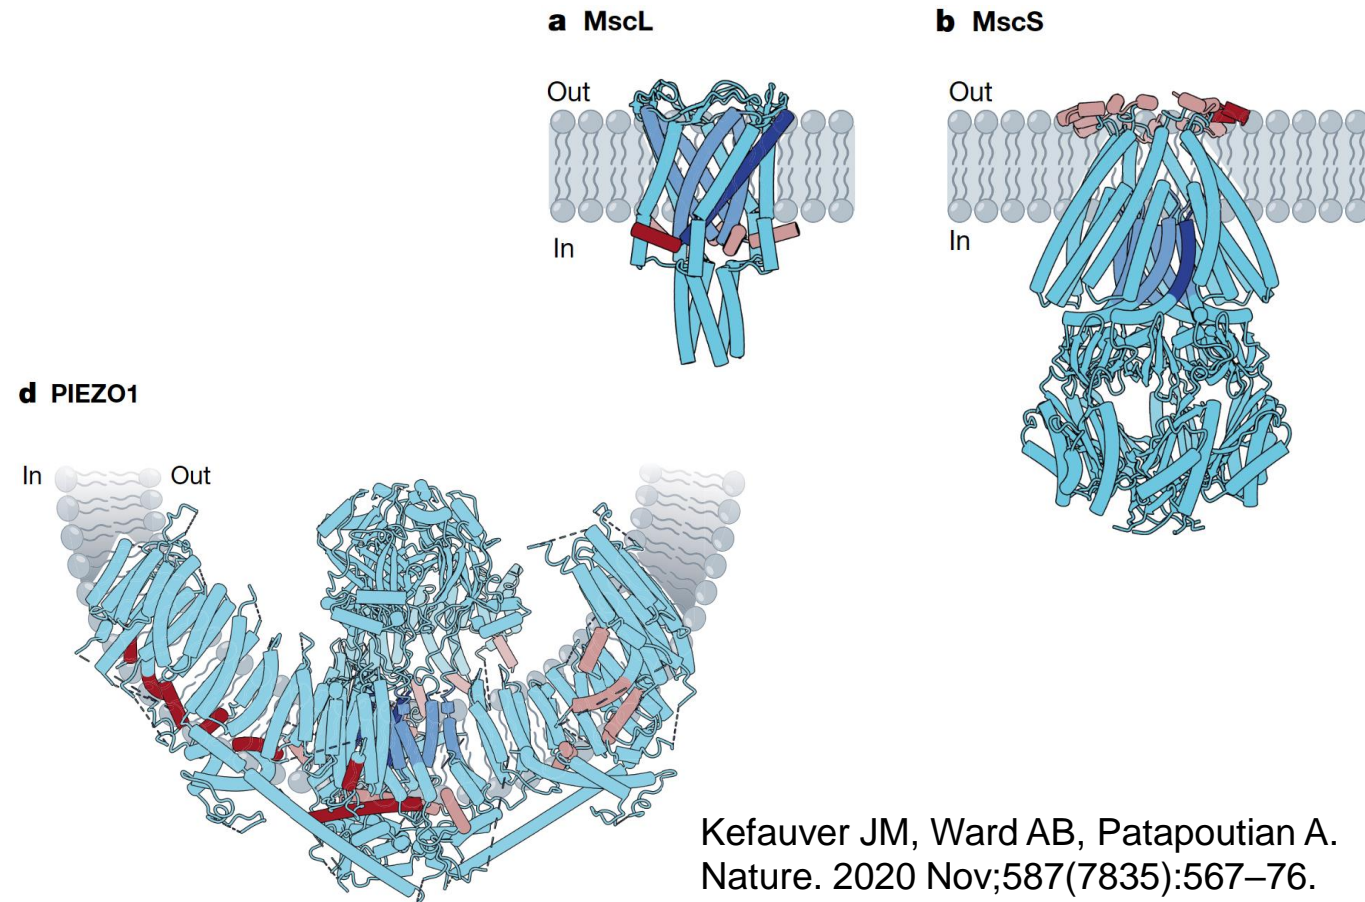 a MscL
b MscS
Out
Out
In
In
d PIEZO1
In
Out
Kefauver JM, Ward AB, Patapoutian A.
Nature. 2020 Nov;587(7835):567–76.